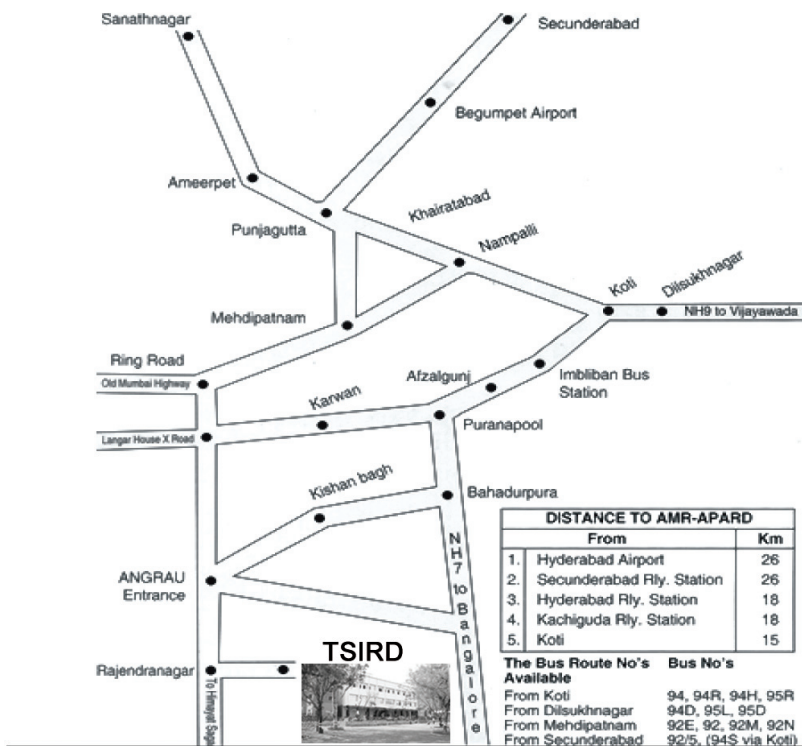 Sanathnagar
Secunderabad
Begumpet Airport
Ameerpet
Khairatabad
Punjagutta
Nampalli
Koti
Dilsukhnagar
NH9 to Vijayawada
Mehdipatnam
Ring Road
Old Mumbai Highway
Afzalgunj
Imbliban Bus
Station
Karwan
Puranapool
Langar House X Road
Kishan bagh
Bahadurpura
NH7 to Bangalore
ANGRAU
Entrance
Rajendranagar
TSIRD
To Himayat Sagar
DISTANCE TO AMR-APARD
From Km
1. Hyderabad Airport 26
2. Secunderabad Rly. Station 26
3. Hyderabad Rly. Station 18
4. Kachiguda Rly. Station 18
5. Koti 15
The Bus Route No's Bus No's
Available
From Koti 94, 94R, 94H, 95R
From Dilsukhnagar 94D, 95L, 95D
From Mehdipatnam 92E, 92, 92M, 92N
From Secunderabad 92/5, (94S via Koti)